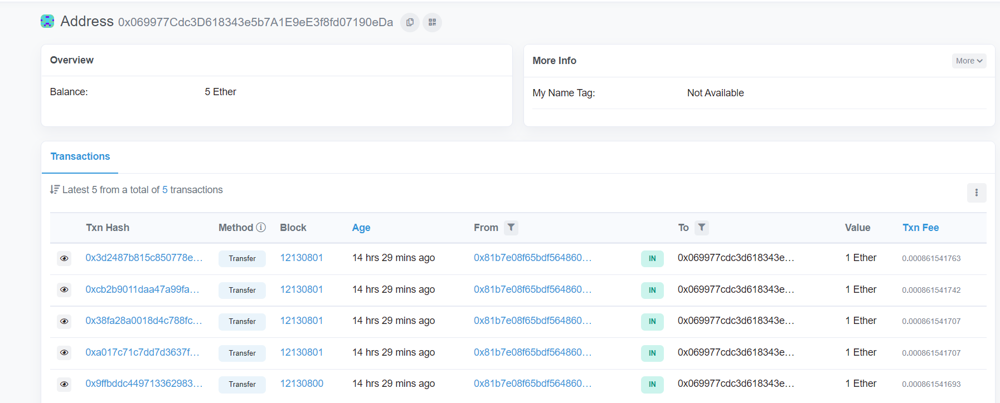 Address 0x069977Cdc3D618343e5b7A1E9eE3f8fd07190eDa
Overview
Balance: 5 Ether
More Info More
My Name Tag: Not Available
Transactions
Latest 5 from a total of 5 transactions
Txn Hash Method Block Age From To Value Txn Fee
0x3d2487b815c850778e... Transfer 12130801 14 hrs 29 mins ago 0x81b7e08f65bdf564860... IN 0x069977cdc3d618343e... 1 Ether 0.000861541763
0xcb2b9011daa47a99fa... Transfer 12130801 14 hrs 29 mins ago 0x81b7e08f65bdf564860... IN 0x069977cdc3d618343e... 1 Ether 0.000861541742
0x38fa28a0018d4c788fc... Transfer 12130801 14 hrs 29 mins ago 0x81b7e08f65bdf564860... IN 0x069977cdc3d618343e... 1 Ether 0.000861541707
0xa017c71c7dd7d3637f... Transfer 12130801 14 hrs 29 mins ago 0x81b7e08f65bdf564860... IN 0x069977cdc3d618343e... 1 Ether 0.000861541707
0x9ffbddc449713362983... Transfer 12130800 14 hrs 29 mins ago 0x81b7e08f65bdf564860... IN 0x069977cdc3d618343e... 1 Ether 0.000861541693